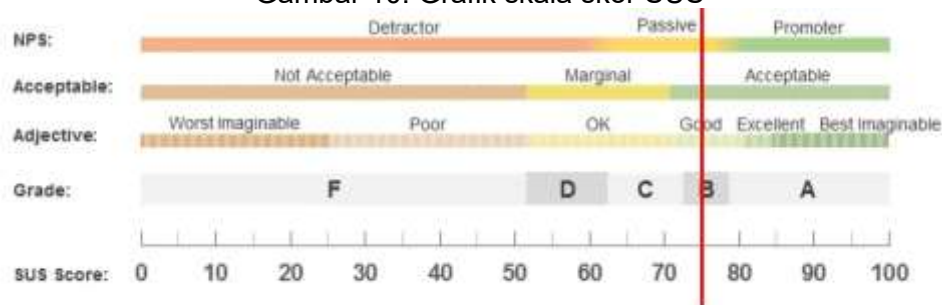 Gambar 10. Grafik skala skor SUS
NPS: Detractor Passive Promoter
Acceptable: Not Acceptable Marginal Acceptable
Adjective: Worst Imaginable Poor OK Good Excellent Best Imaginable
Grade: F D C B A
SUS Score: 0 10 20 30 40 50 60 70 80 90 100